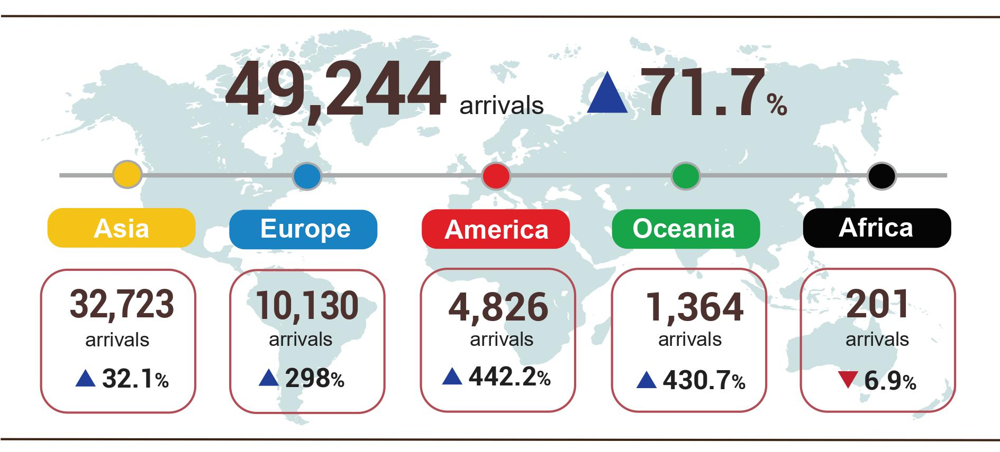 49,244 arrivals ▲ 71.7%
Asia
Europe
America
Oceania
Africa
32,723
arrivals
▲ 32.1%
10,130
arrivals
▲ 298%
4,826
arrivals
▲ 442.2%
1,364
arrivals
▲ 430.7%
201
arrivals
▼ 6.9%